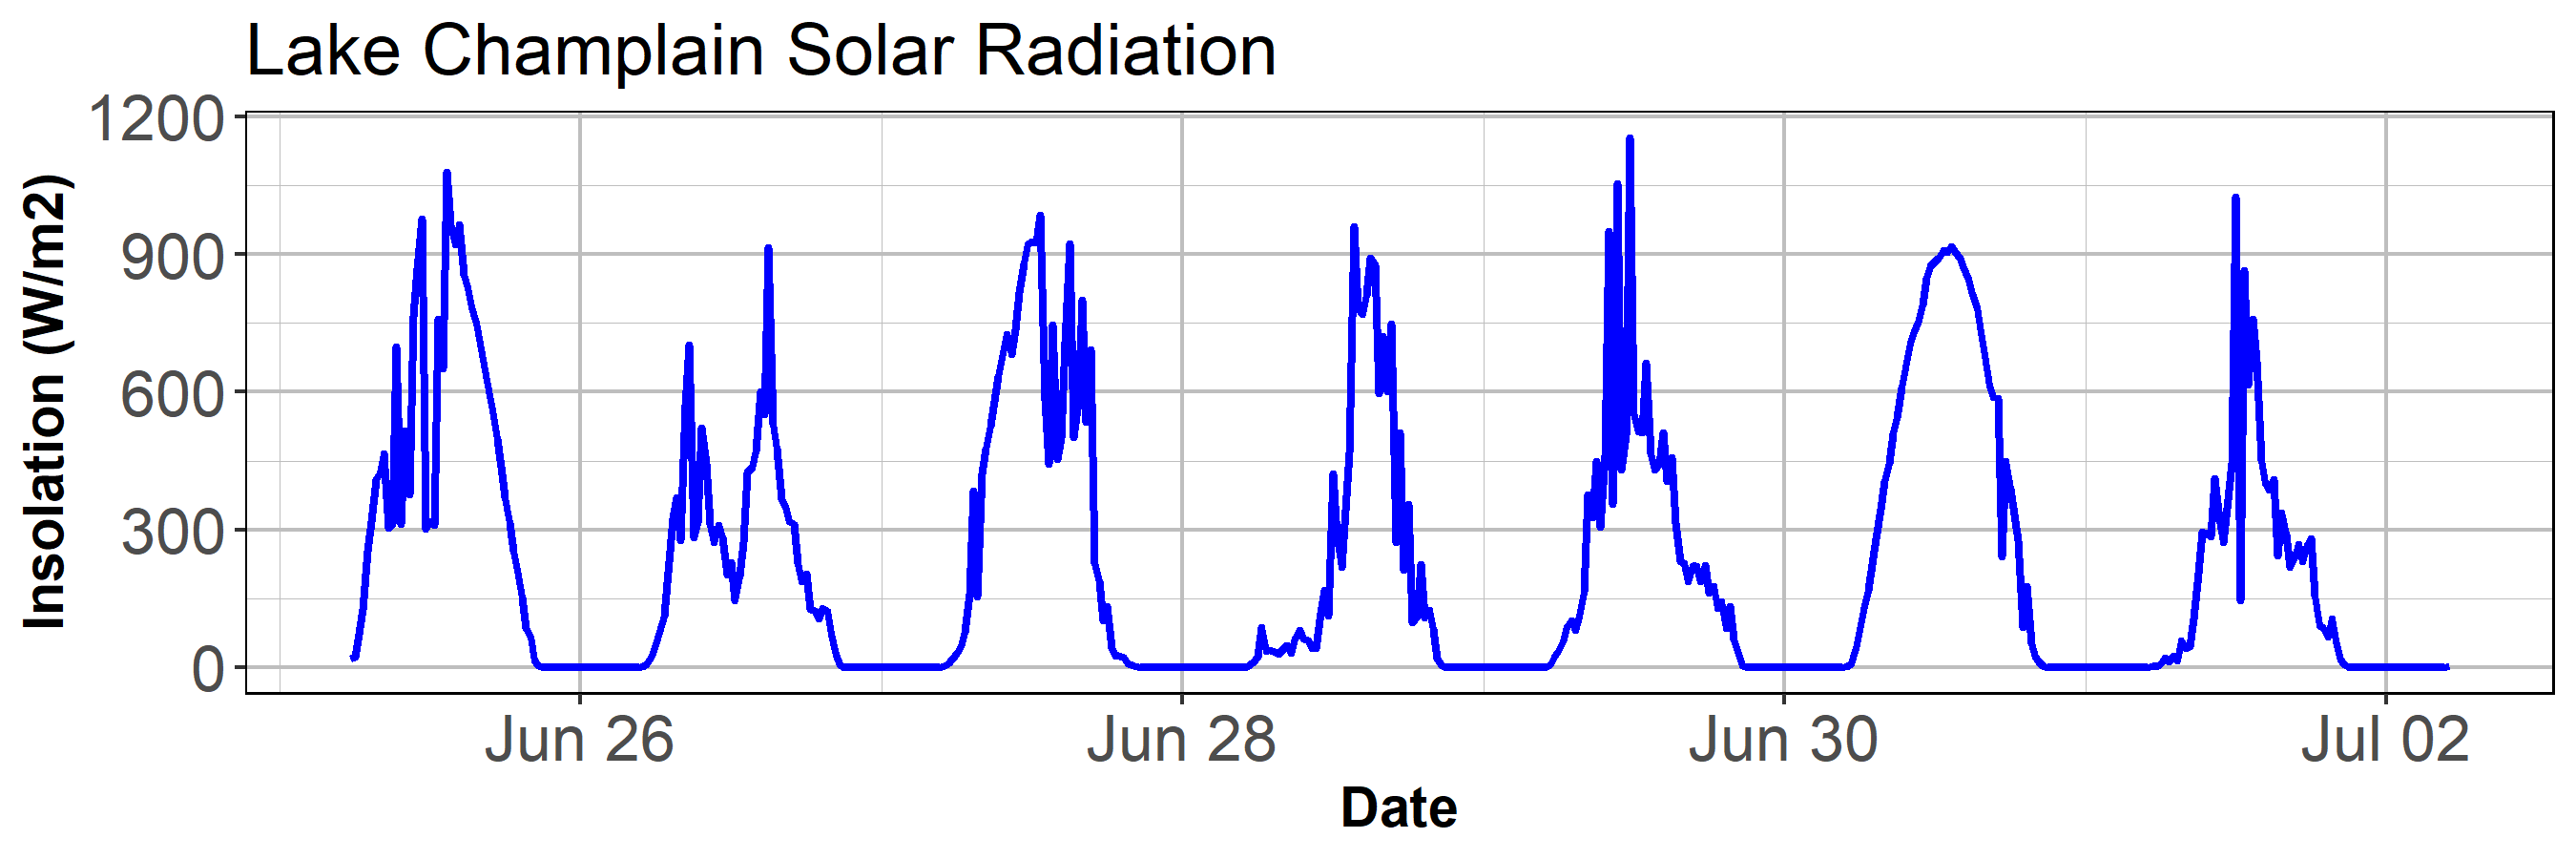 Lake Champlain Solar Radiation
1200
900
600
300
0
Insolation (W/m2)
Jun 26 Jun 28 Jun 30 Jul 02
Date